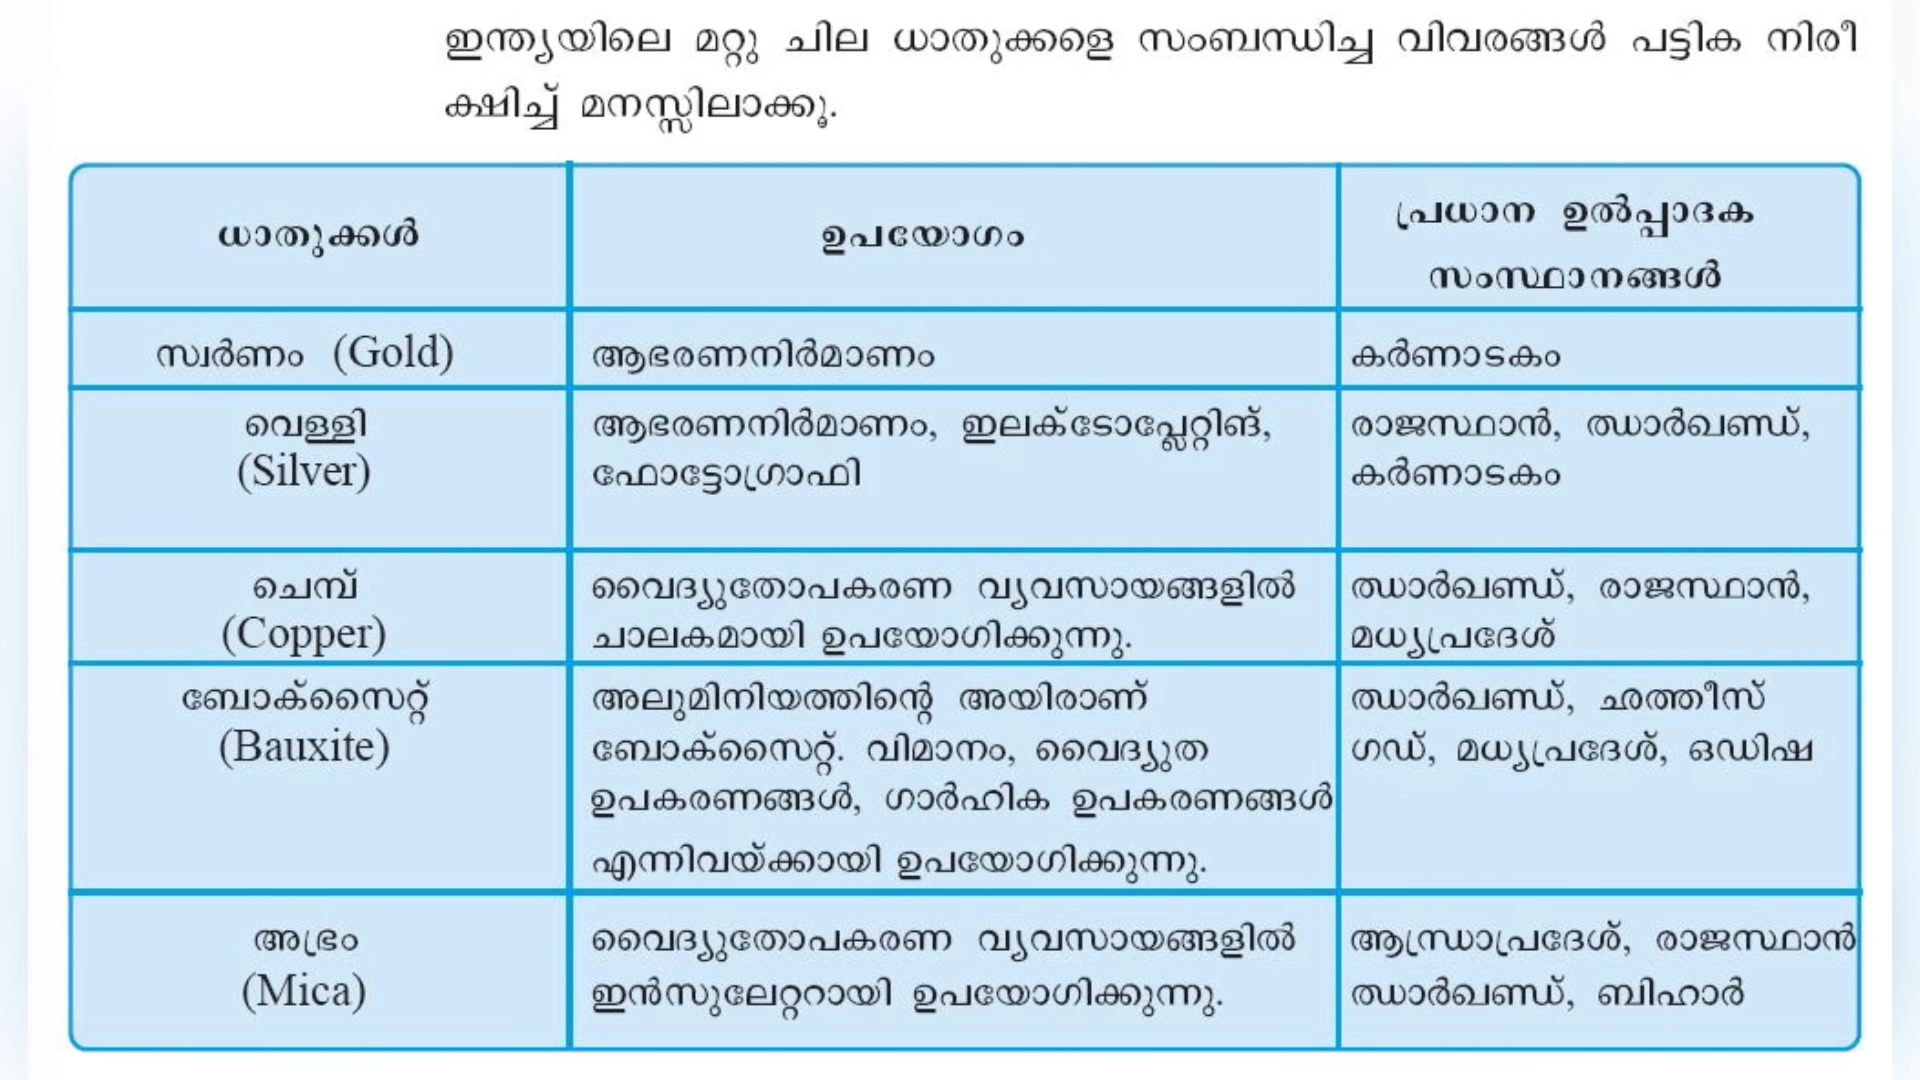 ഇന്ത്യയിലെ മറ്റു ചില ധാതുക്കളെ സംബന്ധിച്ച വിവരങ്ങൾ പട്ടിക നിരീ
ക്ഷിച്ച് മനസ്സിലാക്കൂ.
ധാതുക്കൾ
ഉപയോഗം
പ്രധാന ഉൽപ്പാദക
സംസ്ഥാനങ്ങൾ
സ്വർണം (Gold)
ആഭരണനിർമാണം
കർണാടകം
വെള്ളി
(Silver)
ആഭരണനിർമാണം, ഇലക്ടോപ്ലേറ്റിങ്,
ഫോട്ടോഗ്രാഫി
രാജസ്ഥാൻ, ഝാർഖണ്ഡ്,
കർണാടകം
ചെമ്പ്
(Copper)
വൈദ്യുതോപകരണ വ്യവസായങ്ങളിൽ
ചാലകമായി ഉപയോഗിക്കുന്നു.
ഝാർഖണ്ഡ്, രാജസ്ഥാൻ,
മധ്യപ്രദേശ്
ബോക്സൈറ്റ്
(Bauxite)
അലുമിനിയത്തിന്റെ അയിരാണ്
ബോക്സൈറ്റ്. വിമാനം, വൈദ്യുത
ഉപകരണങ്ങൾ, ഗാർഹിക ഉപകരണങ്ങൾ
എന്നിവയ്ക്കായി ഉപയോഗിക്കുന്നു.
ഝാർഖണ്ഡ്, ഛത്തീസ്
ഗഡ്, മധ്യപ്രദേശ്, ഒഡിഷ
അഭ്രം
(Mica)
വൈദ്യുതോപകരണ വ്യവസായങ്ങളിൽ
ഇൻസുലേറ്ററായി ഉപയോഗിക്കുന്നു.
ആന്ധ്രാപ്രദേശ്, രാജസ്ഥാൻ
ഝാർഖണ്ഡ്, ബിഹാർ